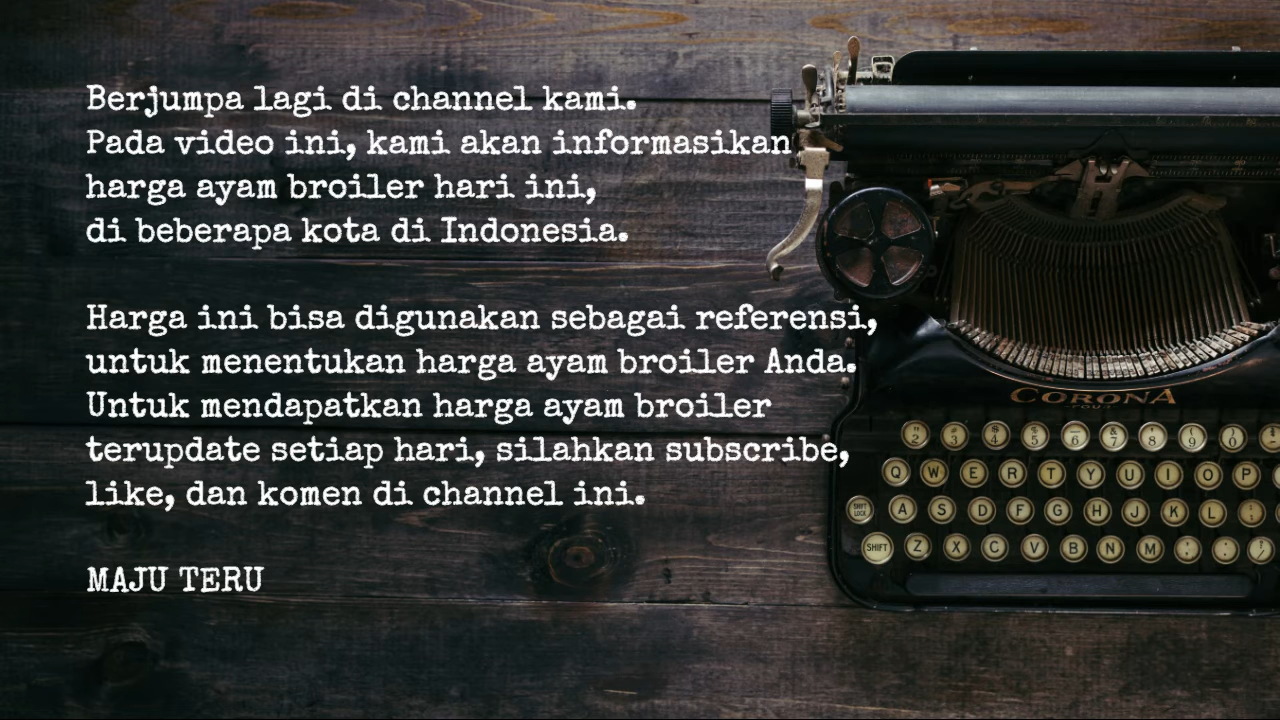 Berjumpa lagi di channel kami.
Pada video ini, kami akan informasikan
harga ayam broiler hari ini,
di beberapa kota di Indonesia.
Harga ini bisa digunakan sebagai referensi,
untuk menentukan harga ayam broiler Anda.
Untuk mendapatkan harga ayam broiler
terupdate setiap hari, silahkan subscribe,
like, dan komen di channel ini.
MAJU TERU
CORONA
2 3 4 5 6 7 8 9 0
Q W E R T Y U I O P
SHIFT LOCK A S D F G H J K L
SHIFT Z X C V B N M